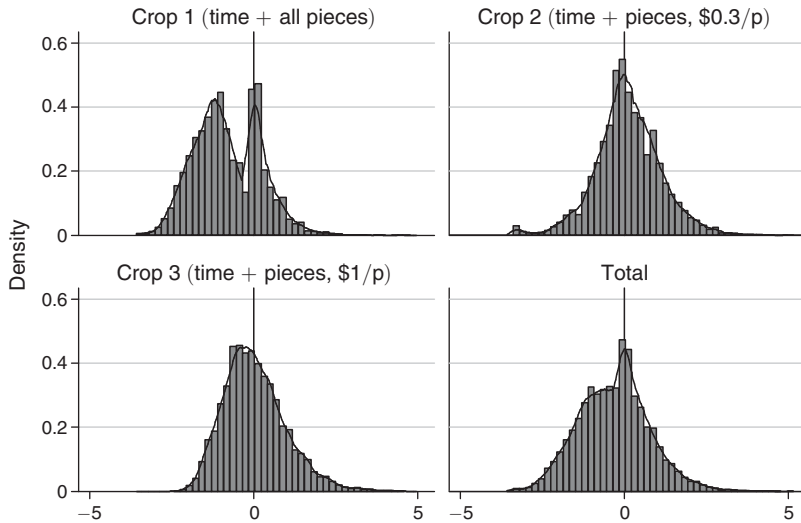 Crop 1 (time + all pieces)
Crop 2 (time + pieces, $0.3/p)
0.6
0.4
0.2
0
Density
Crop 3 (time + pieces, $1/p)
Total
0.6
0.4
0.2
0
−5
0
5
−5
0
5